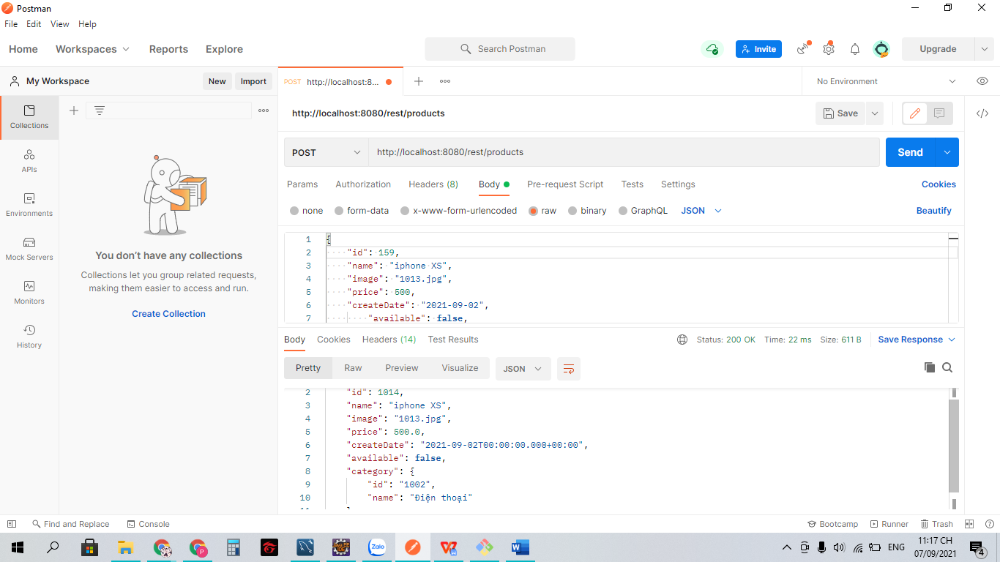 Postman
File Edit View Help
Home Workspaces Reports Explore Search Postman Invite Upgrade
My Workspace New Import POST http://localhost:8... No Environment
Collections
APIs
Environments
Mock Servers
Monitors
History
You don't have any collections
Collections let you group related requests,
making them easier to access and run.
Create Collection
http://localhost:8080/rest/products Save
POST http://localhost:8080/rest/products Send
Params Authorization Headers (8) Body Pre-request Script Tests Settings Cookies
none form-data x-www-form-urlencoded raw binary GraphQL JSON Beautify
1 {
2 "id": 159,
3 "name": "iphone XS",
4 "image": "1013.jpg",
5 "price": 500,
6 "createDate": "2021-09-02",
7 "available": false,
Body Cookies Headers (14) Test Results Status: 200 OK Time: 22 ms Size: 611 B Save Response
Pretty Raw Preview Visualize JSON
2 "id": 1014,
3 "name": "iphone XS",
4 "image": "1013.jpg",
5 "price": 500.0,
6 "createDate": "2021-09-02T00:00:00.000+00:00",
7 "available": false,
8 "category": {
9 "id": "1002",
10 "name": "Điện thoại"
Find and Replace Console Bootcamp Runner Trash
Zalo ENG 11:17 CH
07/09/2021 4